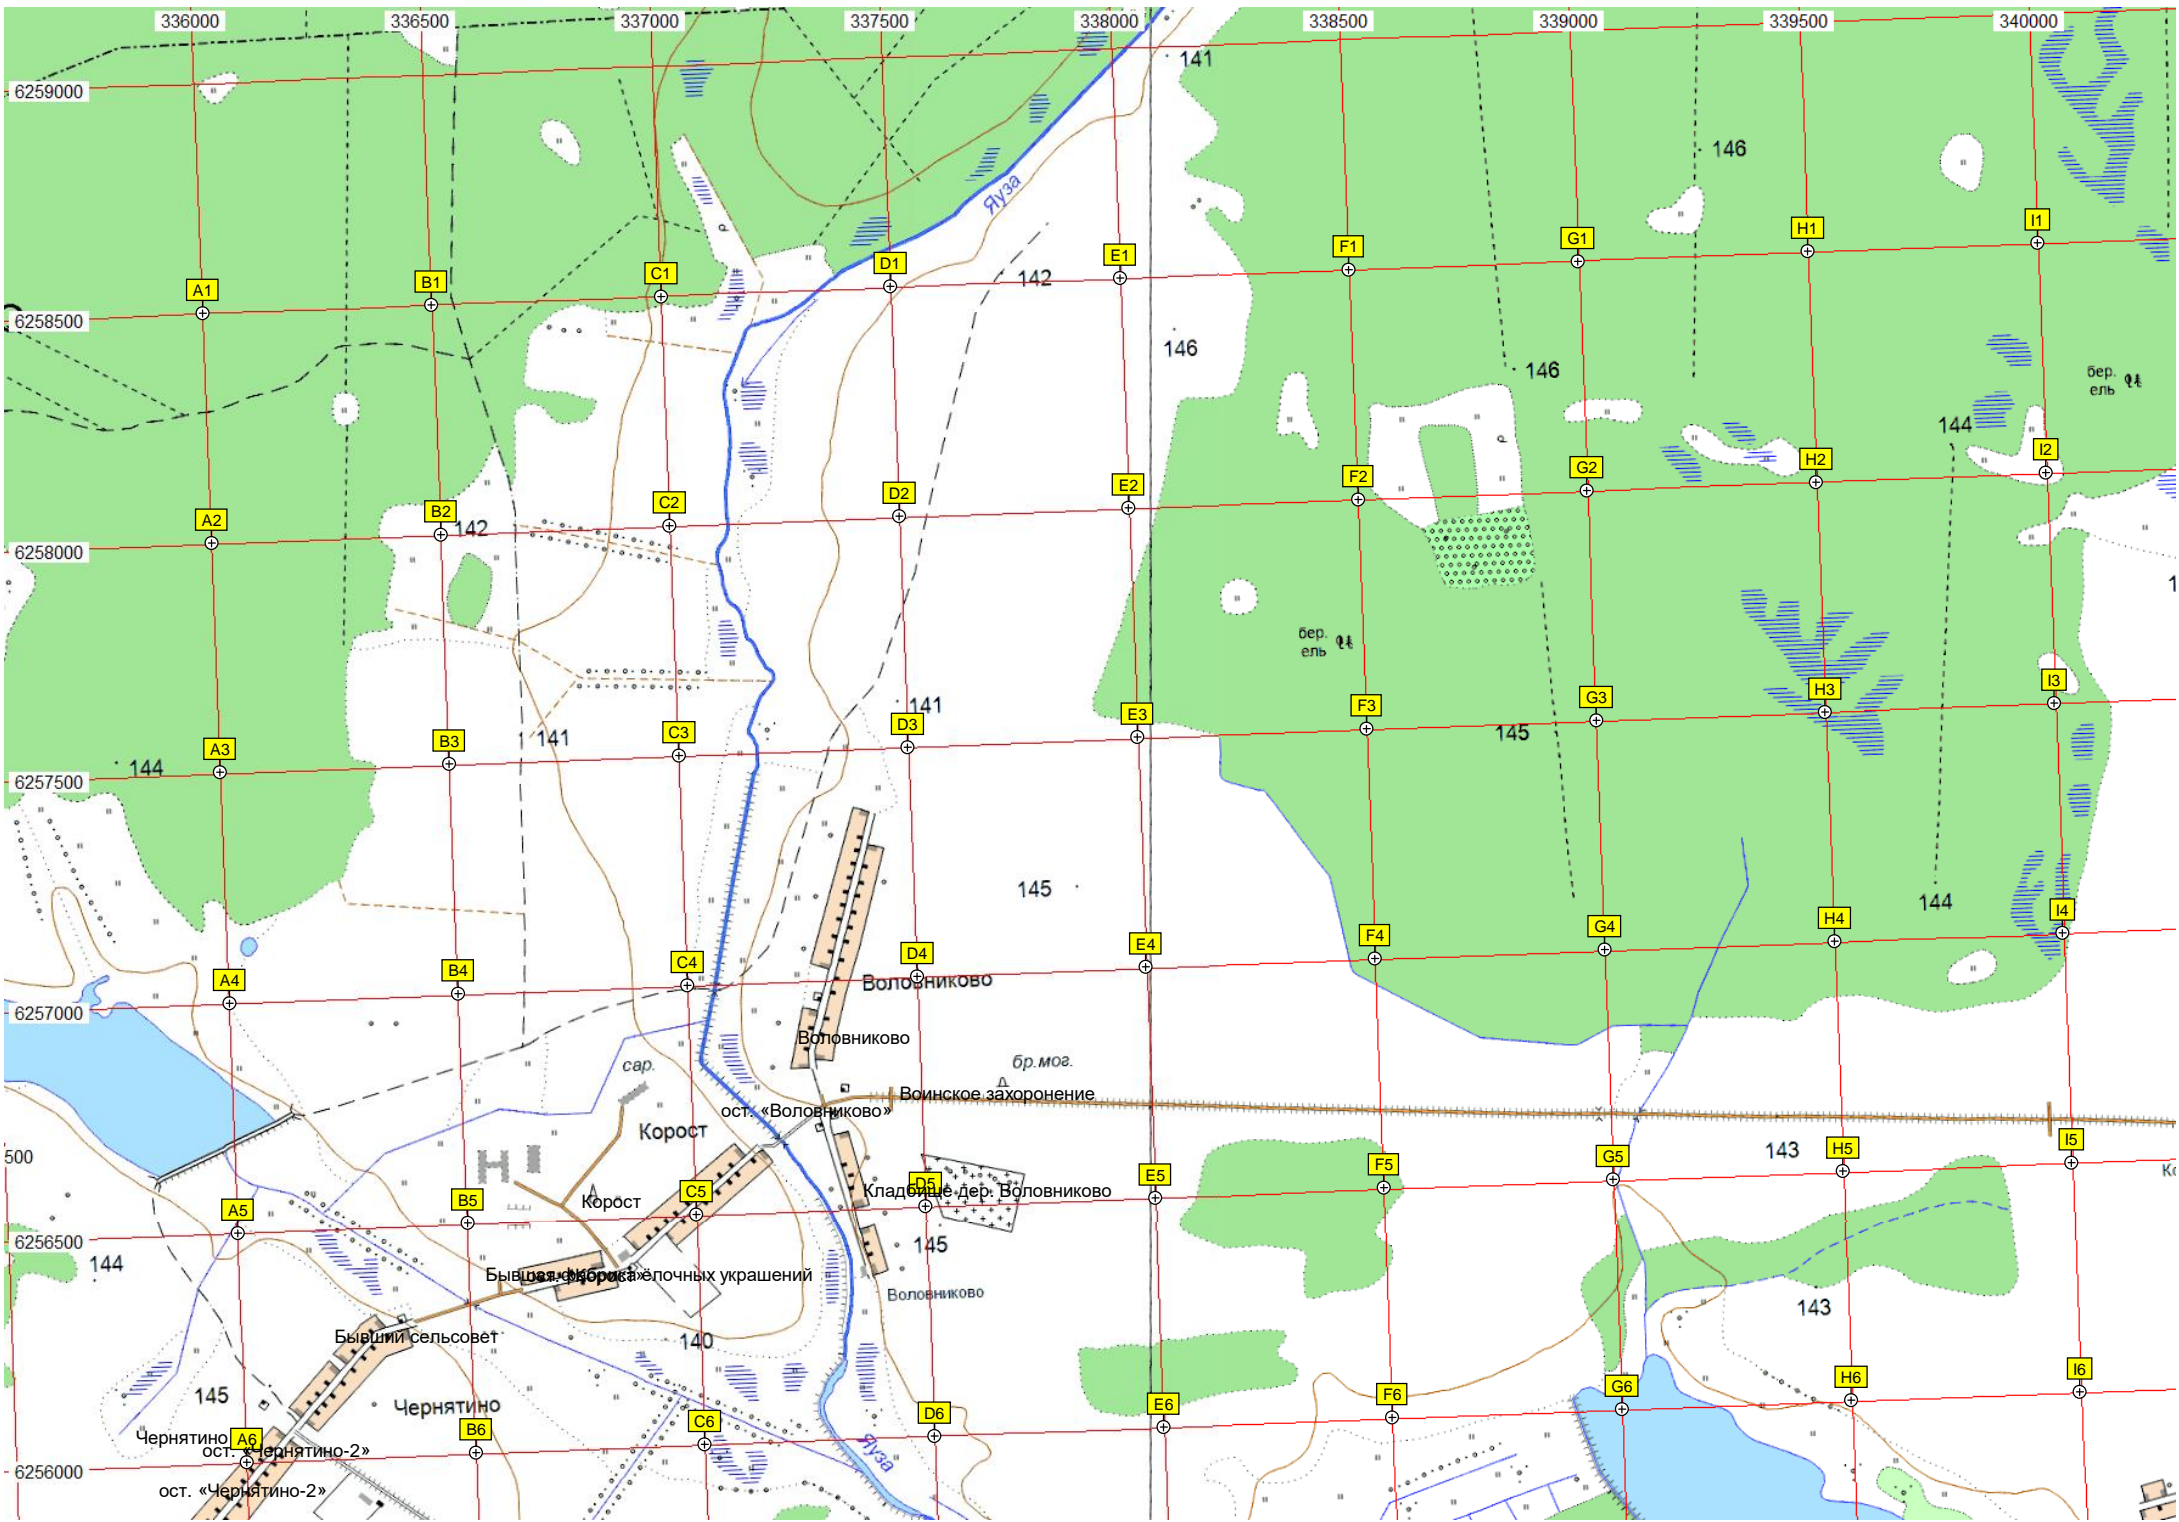 336000 336500 337000 337500 338000 338500 339000 339500 340000
141
6259000
146
Яуза
I1
H1
G1
F1
E1
D1
C1
B1
A1
142
6258500
146
146
бер.
ель
144
I2
H2
G2
F2
E2
D2
C2
B2
A2
142
6258000
бер.
ель
I3
H3
G3
F3
E3
D3
C3
B3
A3
141
141
145
144
6257500
145
144
I4
H4
G4
F4
E4
D4
C4
B4
A4
Воловниково
6257000
Воловниково
сар.
бр.мог.
Воинское захоронение
ост. «Воловниково»
Корост
500
143
I5
H5
G5
F5
E5
D5
C5
B5
A5
Кладбище дер. Воловниково
Корост
6256500
145
144
Бывшая фабрика ёлочных украшений
ост. «Корост»
Воловниково
143
Бывший сельсовет
140
145
Чернятино
I6
H6
G6
F6
E6
D6
C6
B6
A6
Чернятино
ост. «Чернятино-2»
Яуза
6256000
ост. «Чернятино-2»